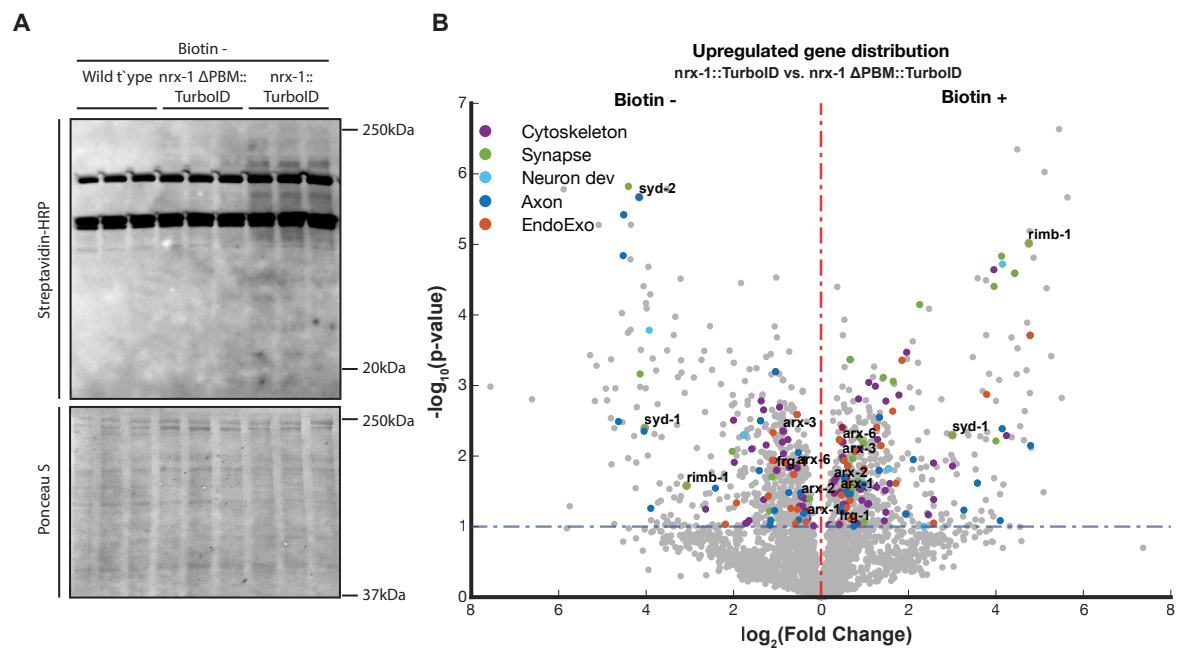 A
Biotin -
Wild t`ype nrx-1 ΔPBM:: nrx-1::
TurboID TurboID
250kDa
Streptavidin-HRP
20kDa
250kDa
Ponceau S
37kDa
B
Upregulated gene distribution
nrx-1::TurboID vs. nrx-1 ΔPBM::TurboID
Biotin - Biotin +
Cytoskeleton
Synapse
Neuron dev
Axon
EndoExo
syd-2
rimb-1
syd-1
arx-3
arx-6
syd-1
frg-1
arx-6
arx-3
rimb-1
arx-2
arx-2
arx-1
arx-1
frg-1
7
6
5
4
3
2
1
0
-log10(p-value)
8 6 4 2 0 2 4 6 8
log2(Fold Change)